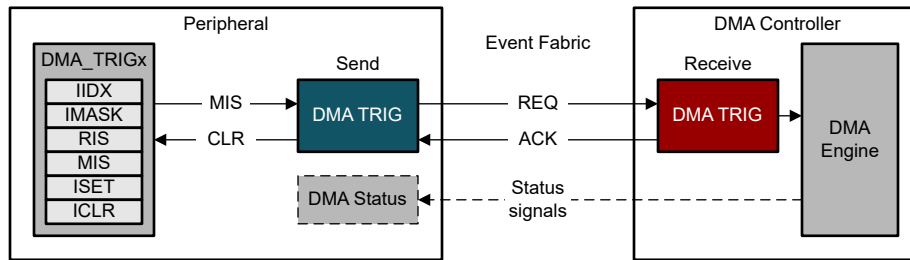 Peripheral
DMA_TRIGx
IIDX
IMASK
RIS
MIS
ISET
ICLR
MIS
CLR
Send
DMA TRIG
DMA Status
Event Fabric
REQ
ACK
Status
signals
DMA Controller
Receive
DMA TRIG
DMA
Engine